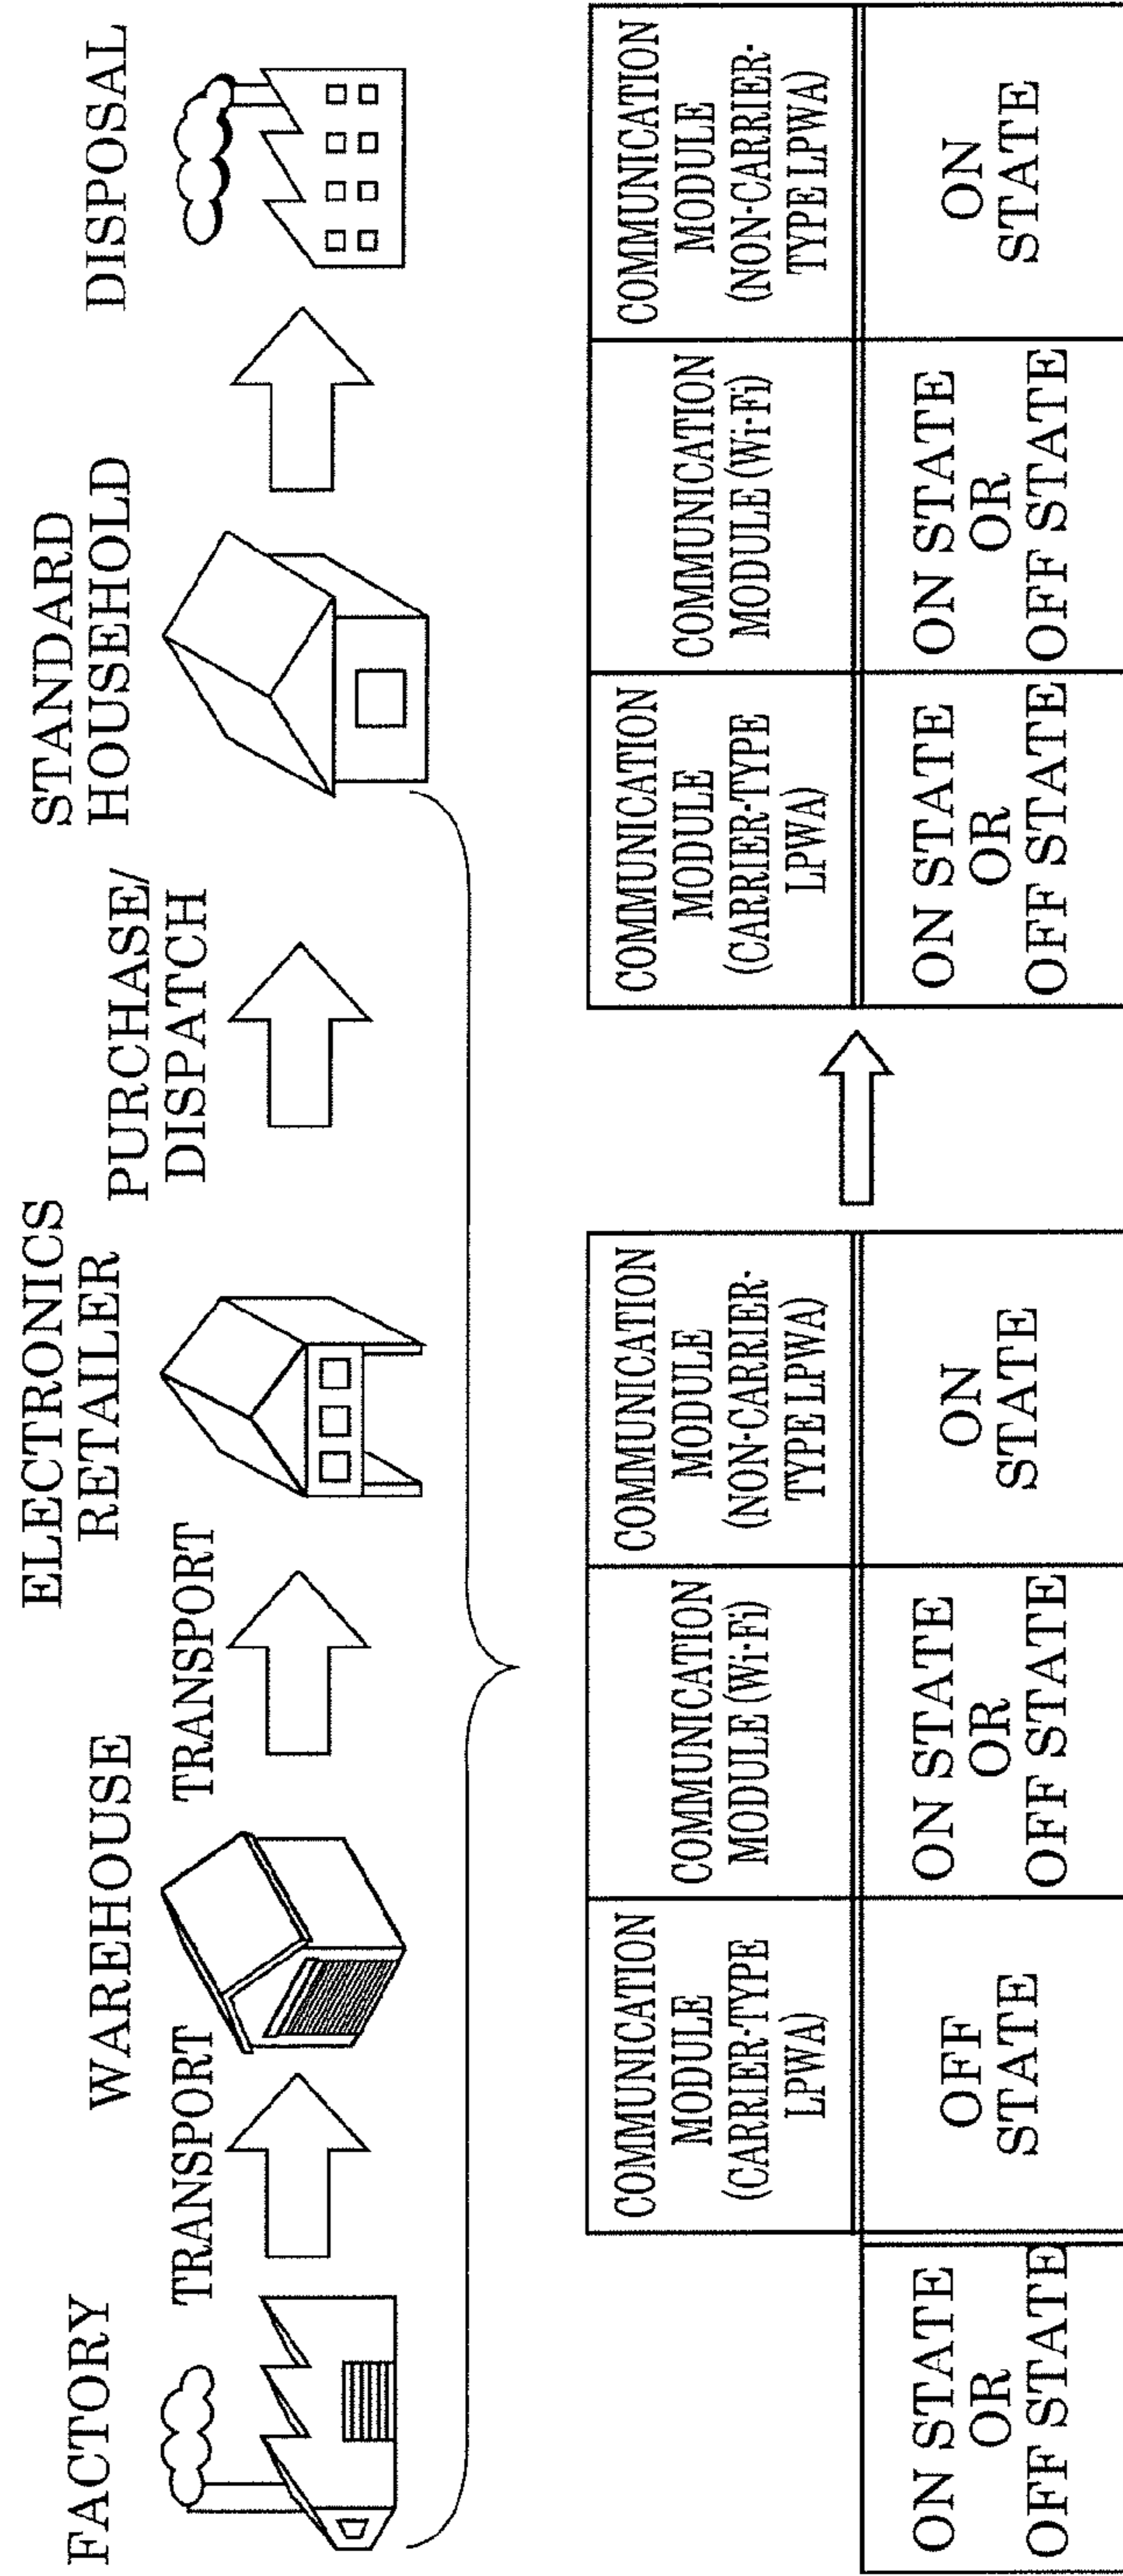 FACTORY
TRANSPORT
WAREHOUSE
TRANSPORT
ELECTRONICS
RETAILER
PURCHASE/
DISPATCH
STANDARD
HOUSEHOLD
DISPOSAL
COMMUNICATION
MODULE
(CARRIER-TYPE
LPWA)
COMMUNICATION
MODULE (Wi-Fi)
COMMUNICATION
MODULE
(NON-CARRIER-
TYPE LPWA)
ON STATE
OR
OFF STATE
OFF
STATE
ON STATE
OR
OFF STATE
ON
STATE
COMMUNICATION
MODULE
(CARRIER-TYPE
LPWA)
COMMUNICATION
MODULE (Wi-Fi)
COMMUNICATION
MODULE
(NON-CARRIER-
TYPE LPWA)
ON STATE
OR
OFF STATE
ON STATE
OR
OFF STATE
ON
STATE